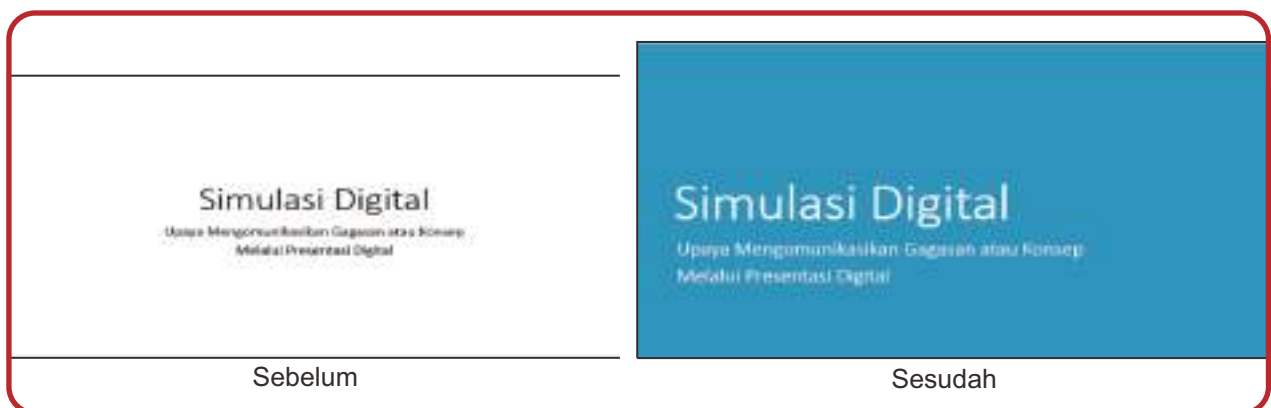 Simulasi Digital
Upaya Mengomunikasikan Gagasan atau Konsep
Melalui Presentasi Digital
Sebelum
Simulasi Digital
Upaya Mengomunikasikan Gagasan atau Konsep
Melalui Presentasi Digital
Sesudah